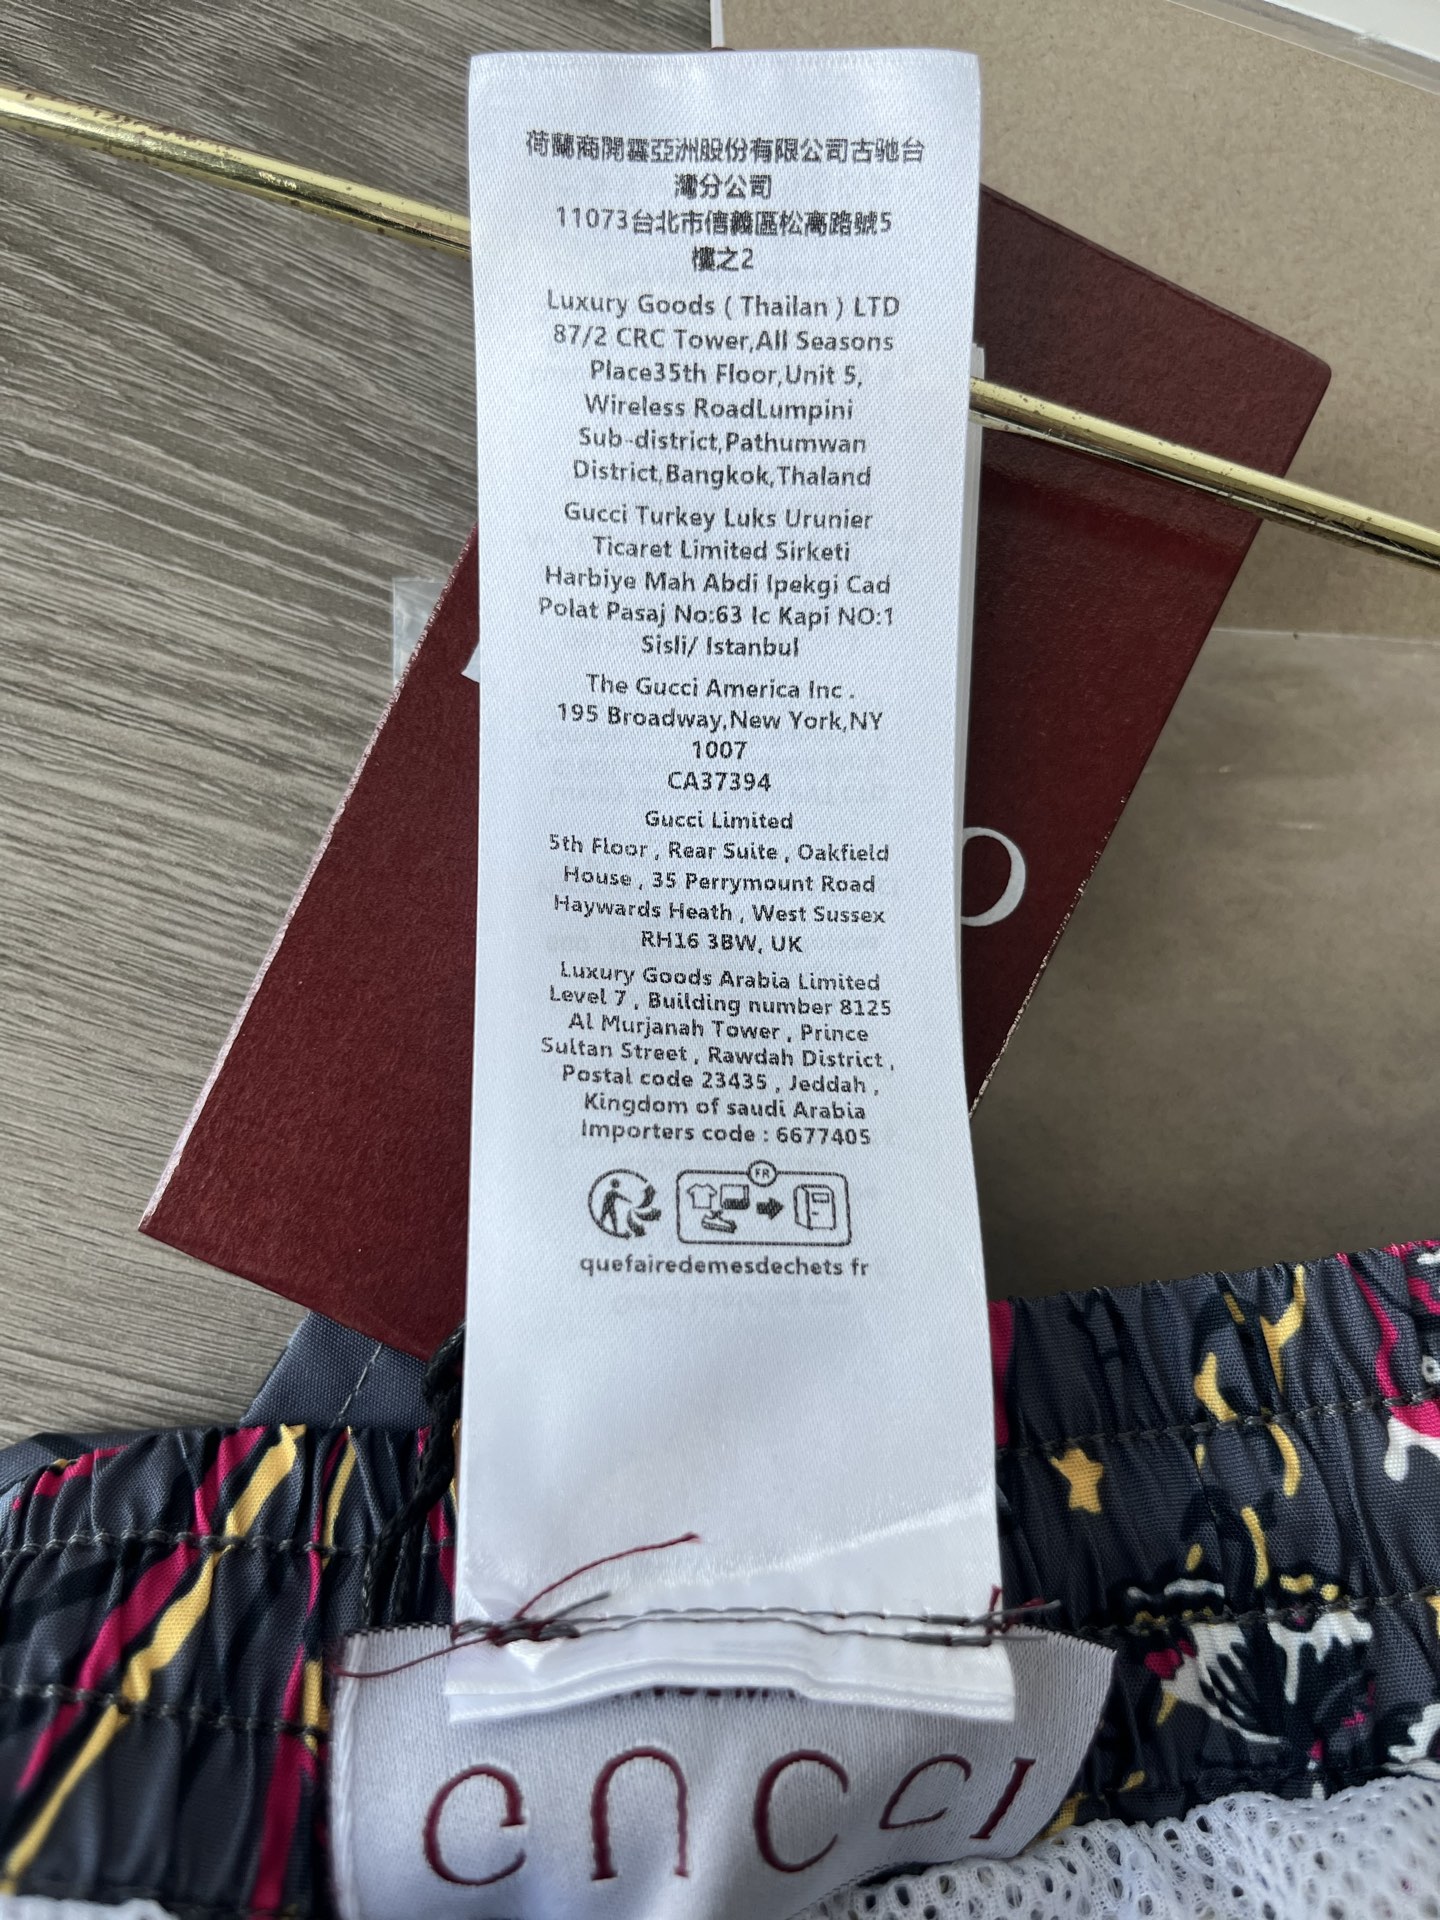 荷蘭商開雲亞洲股份有限公司古驰台
灣分公司
11073台北市信義區松高路號5
樓之2
Luxury Goods ( Thailan ) LTD
87/2 CRC Tower,All Seasons
Place35th Floor,Unit 5,
Wireless RoadLumpini
Sub-district,Pathumwan
District,Bangkok,Thaland
Gucci Turkey Luks Urunier
Ticaret Limited Sirketi
Harbiye Mah Abdi Ipekgi Cad
Polat Pasaj No:63 Ic Kapi NO:1
Sisli/ Istanbul
The Gucci America Inc .
195 Broadway,New York,NY
1007
CA37394
Gucci Limited
5th Floor , Rear Suite , Oakfield
House , 35 Perrymount Road
Haywards Heath , West Sussex
RH16 3BW, UK
Luxury Goods Arabia Limited
Level 7 , Building number 8125
Al Murjanah Tower , Prince
Sultan Street , Rawdah District ,
Postal code 23435 , Jeddah ,
Kingdom of saudi Arabia
Importers code : 6677405
FR
quefairedemesdechets fr
GUCCI